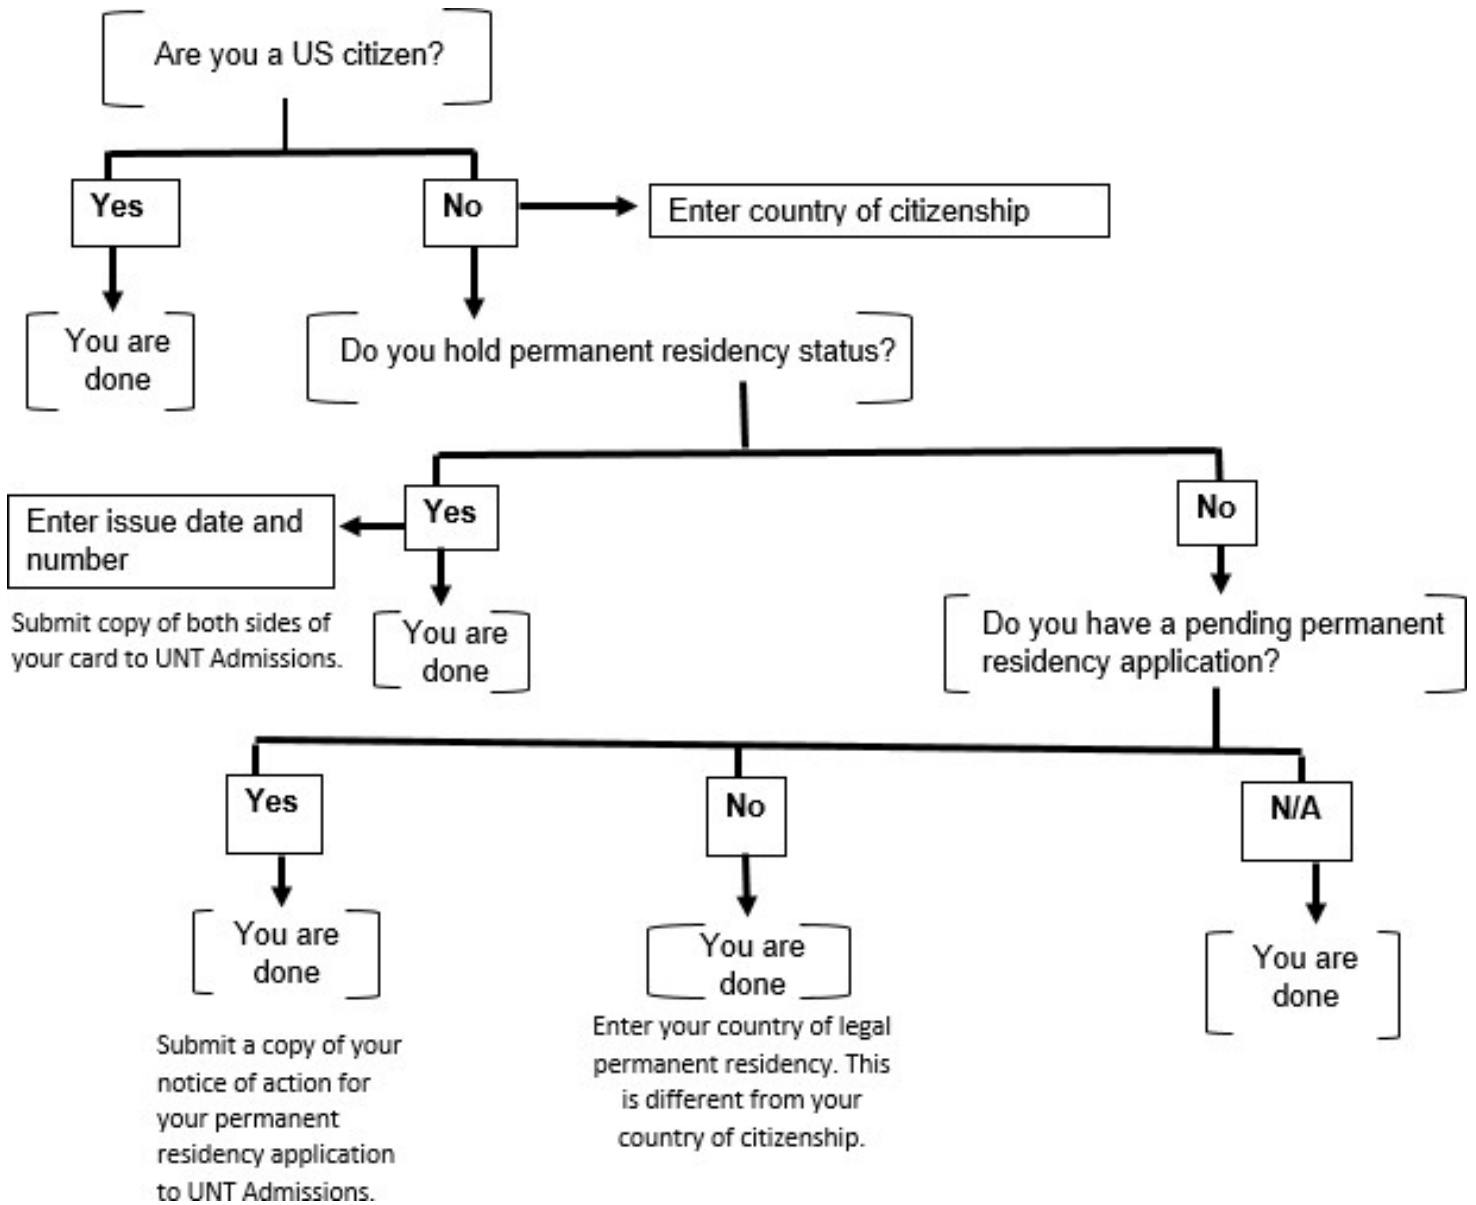 Are you a US citizen?
Yes
No
Enter country of citizenship
You are
done
Do you hold permanent residency status?
Yes
No
Enter issue date and
number
Submit copy of both sides of
your card to UNT Admissions.
You are
done
Do you have a pending permanent
residency application?
Yes
No
N/A
You are
done
Submit a copy of your
notice of action for
your permanent
residency application
to UNT Admissions.
You are
done
Enter your country of legal
permanent residency. This
is different from your
country of citizenship.
You are
done